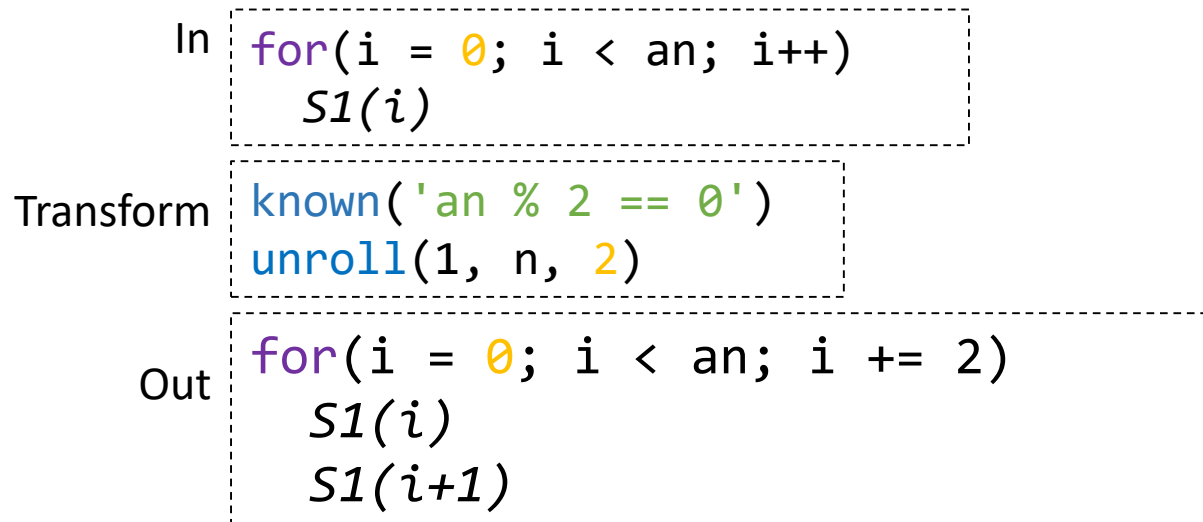 In
for(i = 0; i < an; i++)
S1(i)
Transform
known('an % 2 == 0')
unroll(1, n, 2)
Out
for(i = 0; i < an; i += 2)
S1(i)
S1(i+1)